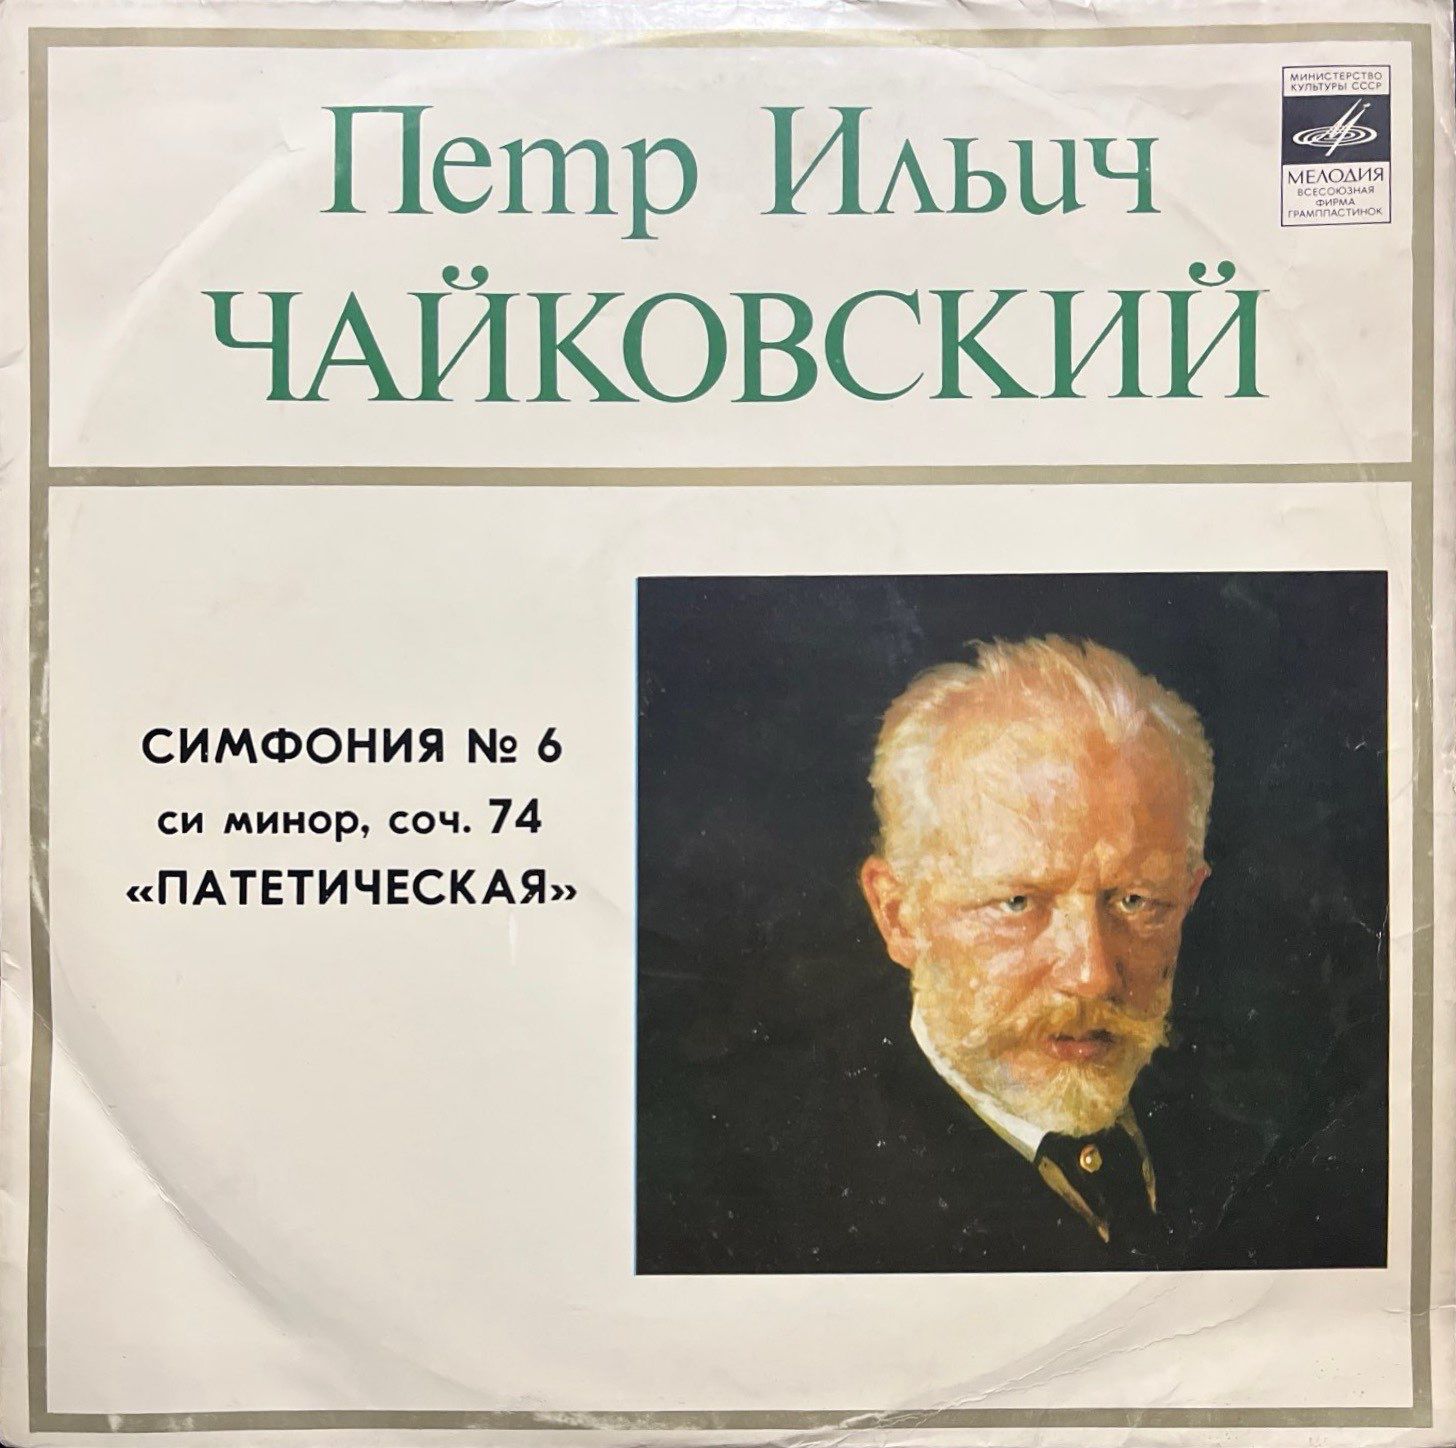 Петр Ильич
ЧАЙКОВСКИЙ
МИНИСТЕРСТВО
КУЛЬТУРЫ СССР
МЕЛОДИЯ
ВСЕСОЮЗНАЯ
ФИРМА
ГРАМПЛАСТИНОК
СИМФОНИЯ № 6
си минор, соч. 74
«ПАТЕТИЧЕСКАЯ»